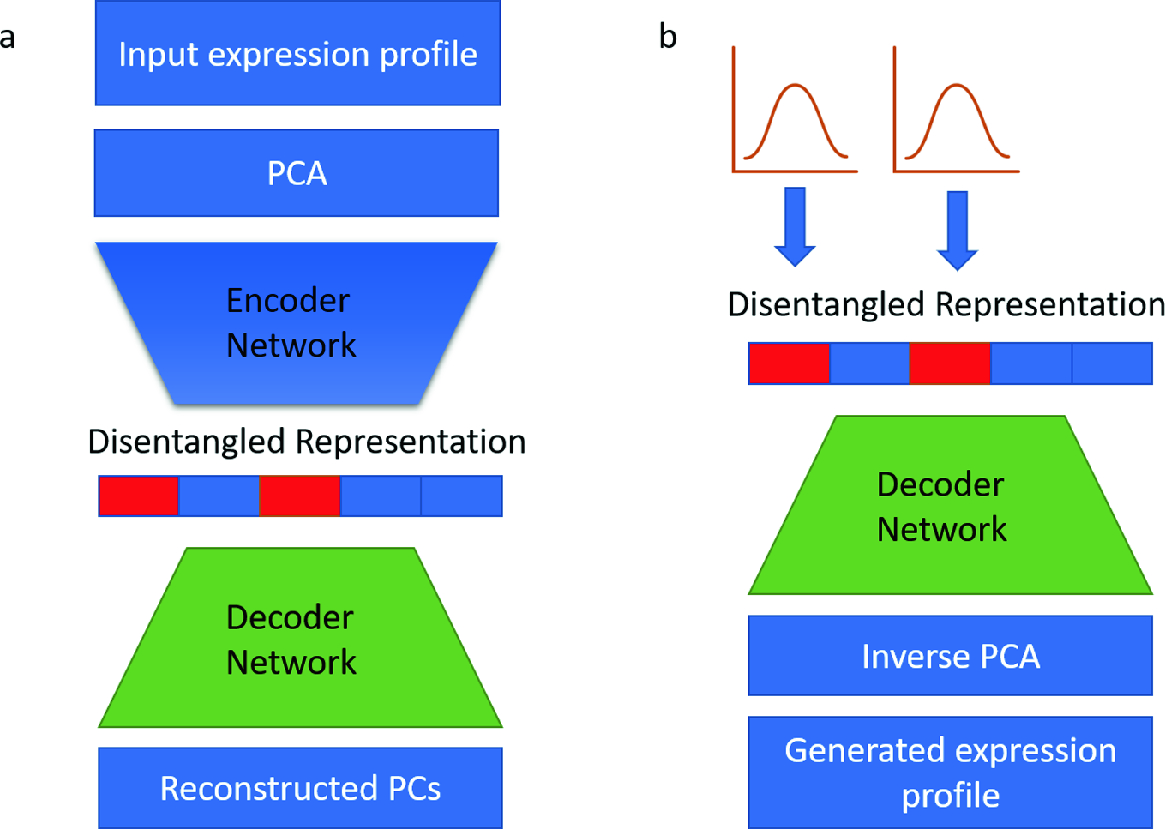 a
Input expression profile
PCA
Encoder
Network
Disentangled Representation
Decoder
Network
Reconstructed PCs
b
Disentangled Representation
Decoder
Network
Inverse PCA
Generated expression
profile